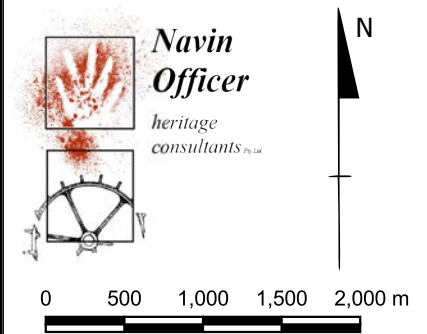 Navin
Officer
heritage
consultants Pty Ltd
N
0 500 1,000 1,500 2,000 m